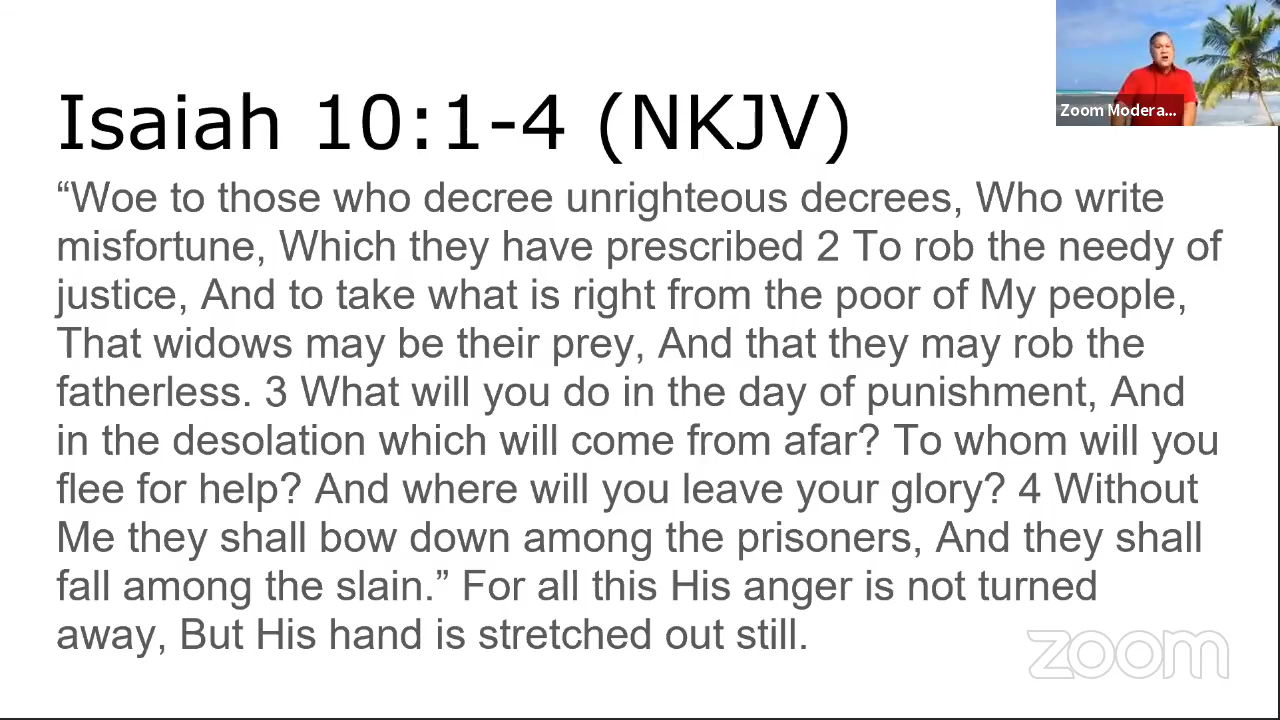 Isaiah 10:1-4 (NKJV)
Zoom Modera...
“Woe to those who decree unrighteous decrees, Who write
misfortune, Which they have prescribed 2 To rob the needy of
justice, And to take what is right from the poor of My people,
That widows may be their prey, And that they may rob the
fatherless. 3 What will you do in the day of punishment, And
in the desolation which will come from afar? To whom will you
flee for help? And where will you leave your glory? 4 Without
Me they shall bow down among the prisoners, And they shall
fall among the slain.” For all this His anger is not turned
away, But His hand is stretched out still.
zoom